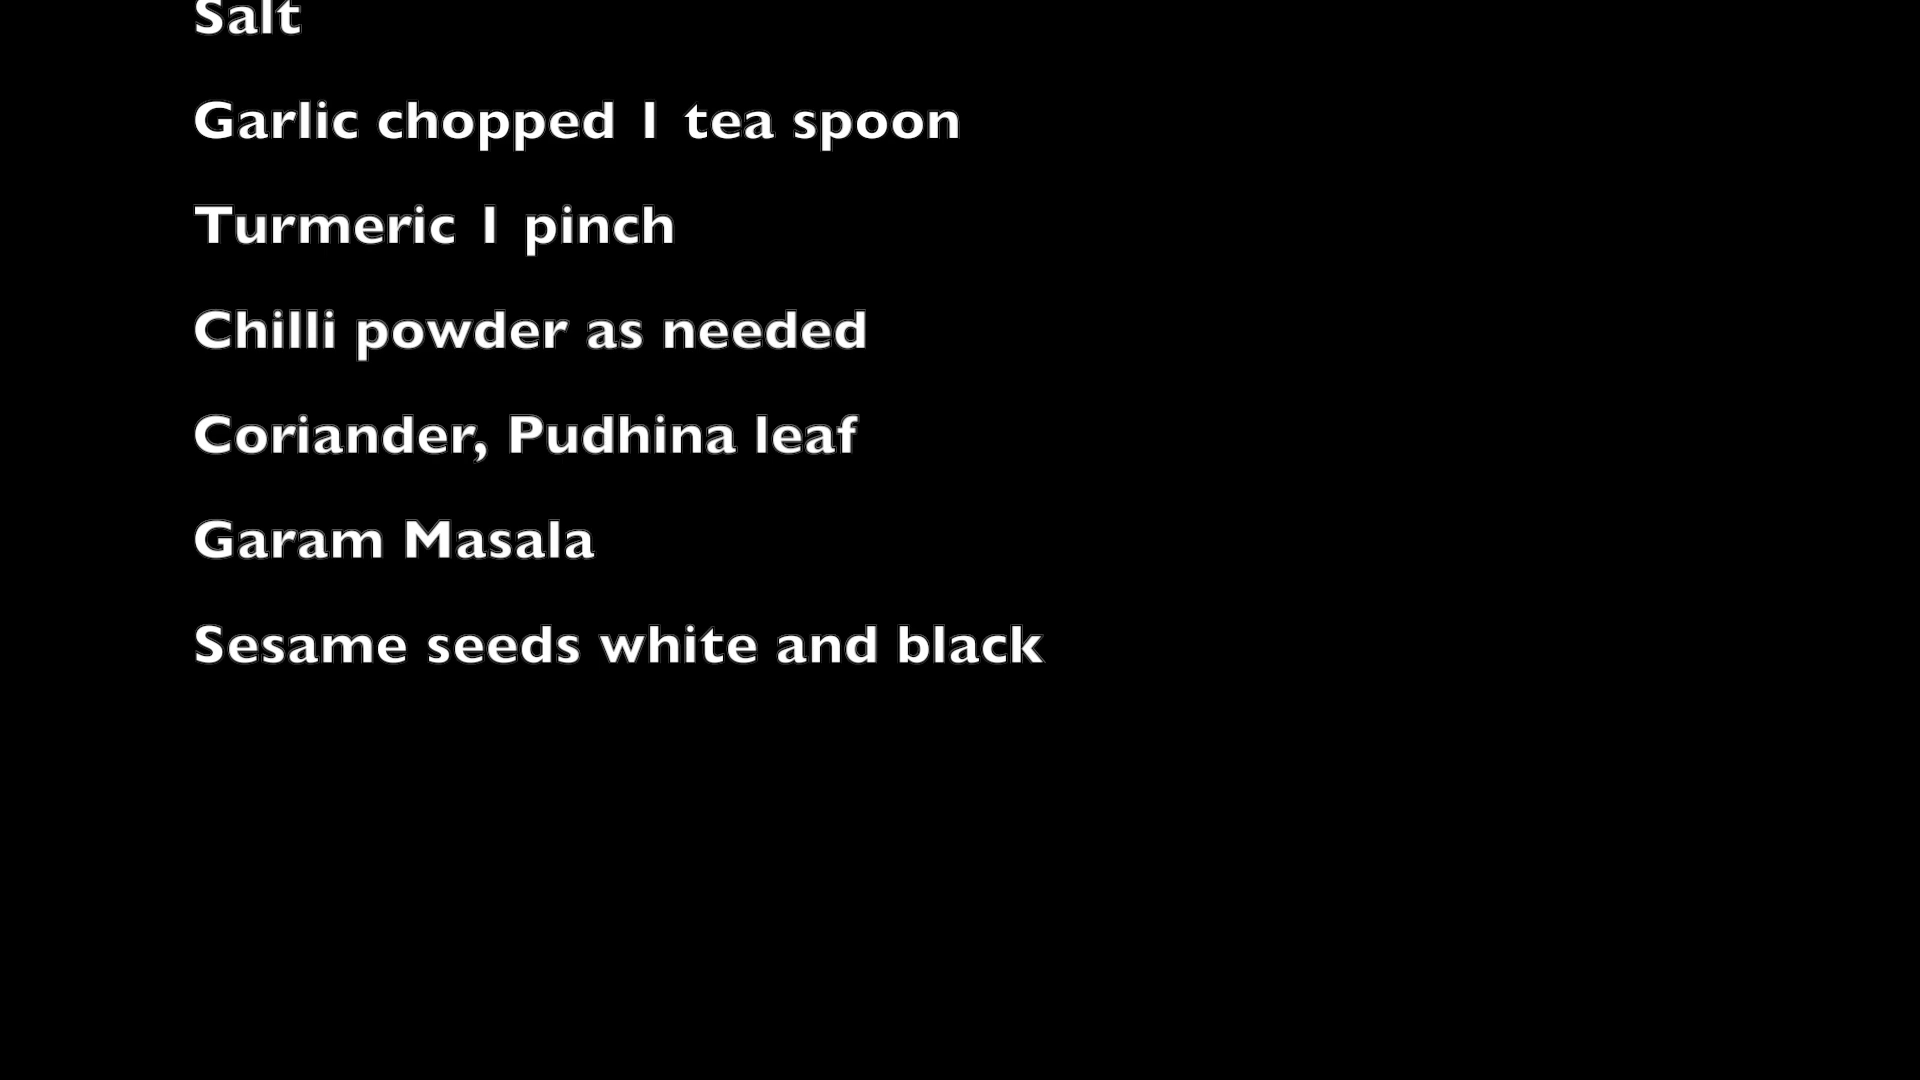 Salt
Garlic chopped 1 tea spoon
Turmeric 1 pinch
Chilli powder as needed
Coriander, Pudhina leaf
Garam Masala
Sesame seeds white and black